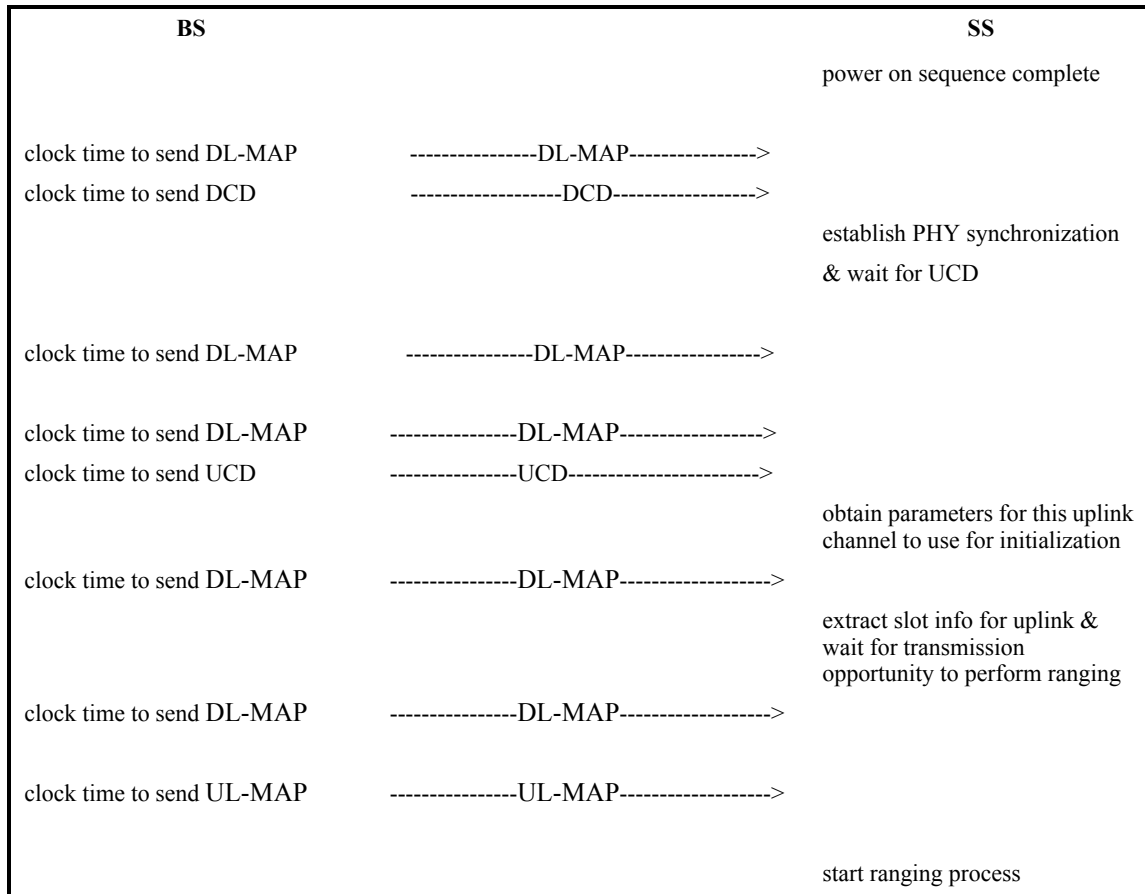 BS SS
power on sequence complete
clock time to send DL-MAP ----------------DL-MAP---------------->
clock time to send DCD -------------------DCD------------------>
establish PHY synchronization
& wait for UCD
clock time to send DL-MAP ----------------DL-MAP----------------->
clock time to send DL-MAP ----------------DL-MAP------------------>
clock time to send UCD ----------------UCD------------------------>
obtain parameters for this uplink
channel to use for initialization
clock time to send DL-MAP ----------------DL-MAP------------------->
extract slot info for uplink &
wait for transmission
opportunity to perform ranging
clock time to send DL-MAP ----------------DL-MAP------------------->
clock time to send UL-MAP ----------------UL-MAP------------------->
start ranging process